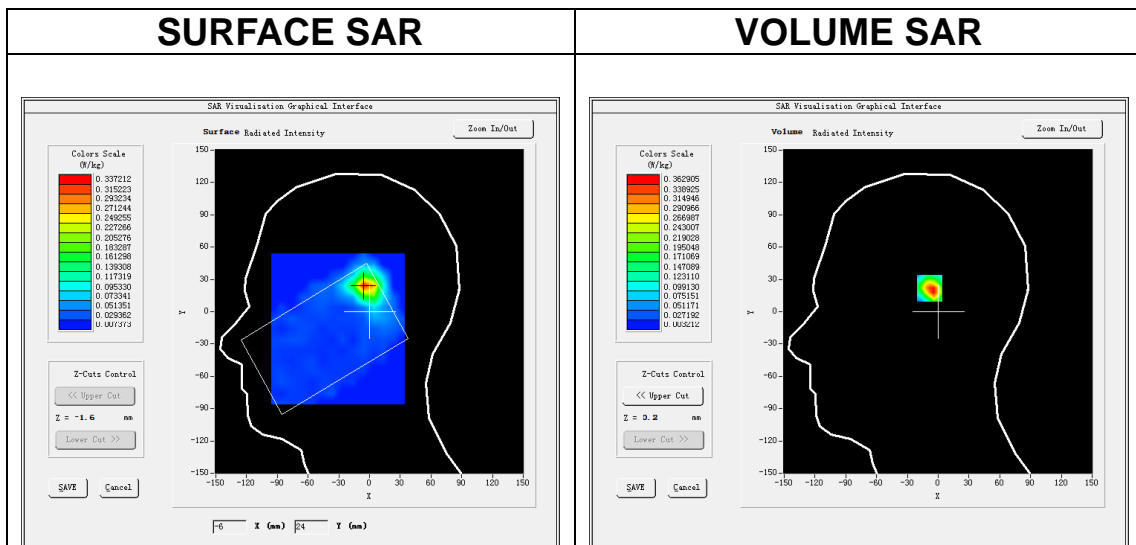 SURFACE SAR
VOLUME SAR
SAR Visualisation Graphical Interface
Surface Radiated Intensity
Zoom In/Out
Colors Scale
(W/kg)
0.337212
0.315223
0.293234
0.271244
0.249255
0.227266
0.205276
0.183287
0.161298
0.139308
0.117319
0.095330
0.073341
0.051351
0.029362
0.007373
150
120
90
60
30
0
-30
-60
-90
-120
-150
Y
-150 -120 -90 -60 -30 0 30 60 90 120 150
X
Z-Cuts Control
<< Upper Cut
Z = -1.6 mm
Lower Cut >>
SAVE Cancel
-6 X (mm) 24 Y (mm)
SAR Visualisation Graphical Interface
Volume Radiated Intensity
Zoom In/Out
Colors Scale
(W/kg)
0.362905
0.338925
0.314946
0.290966
0.266987
0.243007
0.219028
0.195048
0.171069
0.147089
0.123110
0.099130
0.075151
0.051171
0.027192
0.003212
150
120
90
60
30
0
-30
-60
-90
-120
-150
Y
-150 -120 -90 -60 -30 0 30 60 90 120 150
X
Z-Cuts Control
<< Upper Cut
Z = 0.2 mm
Lower Cut >>
SAVE Cancel